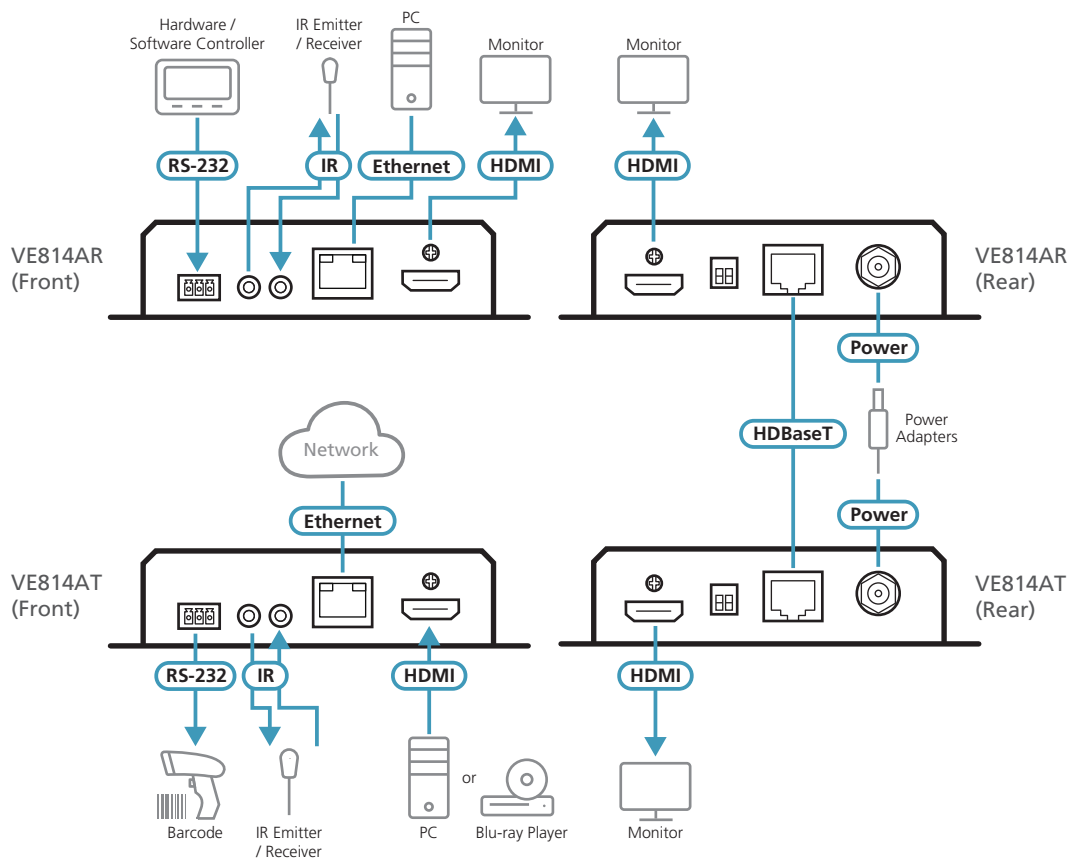 Hardware /
Software Controller
IR Emitter
/ Receiver
PC
Monitor
Monitor
RS-232
IR
Ethernet
HDMI
HDMI
VE814AR
(Front)
VE814AR
(Rear)
Power
Network
HDBaseT
Power
Adapters
Ethernet
Power
VE814AT
(Front)
VE814AT
(Rear)
RS-232
IR
HDMI
HDMI
or
Barcode
IR Emitter
/ Receiver
PC
Blu-ray Player
Monitor